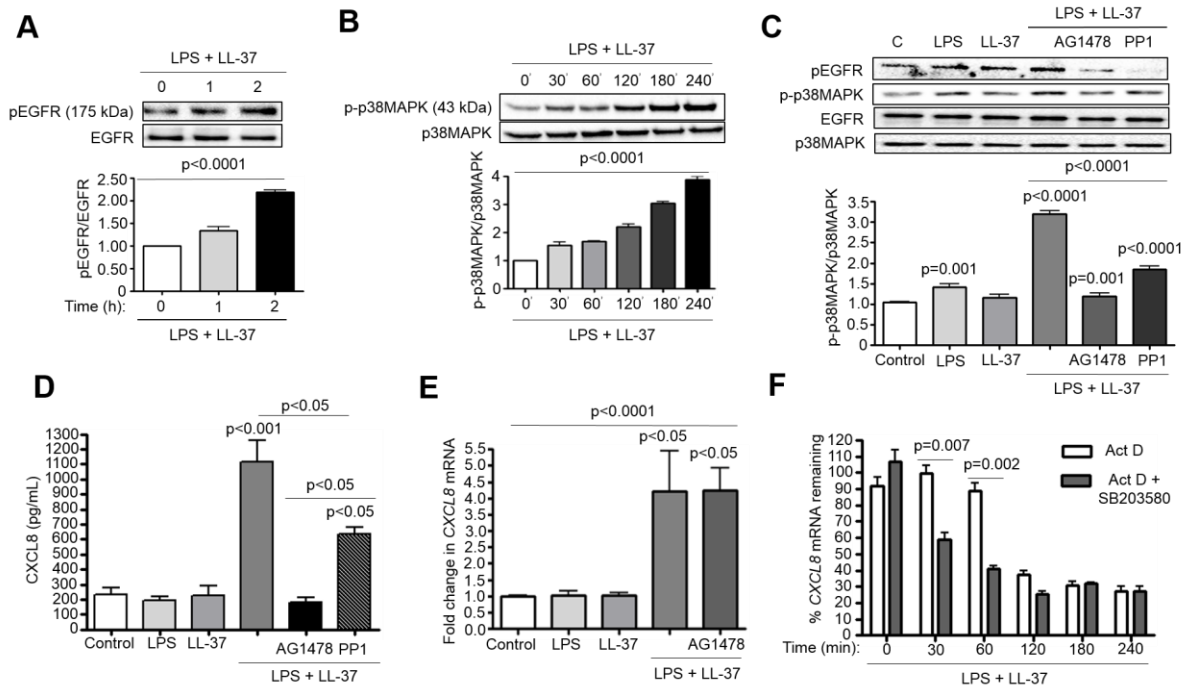 A
LPS + LL-37
0 1 2
pEGFR (175 kDa)
EGFR
p<0.0001
pEGFR/EGFR
2.50
2.00
1.50
1.00
0.50
0
Time (h): 0 1 2
LPS + LL-37
B
LPS + LL-37
0' 30' 60' 120' 180' 240'
p-p38MAPK (43 kDa)
p38MAPK
p<0.0001
p-p38MAPK/p38MAPK
4
3
2
1
0
0' 30' 60' 120' 180' 240'
LPS + LL-37
C
LPS + LL-37
C LPS LL-37 AG1478 PP1
pEGFR
p-p38MAPK
EGFR
p38MAPK
p<0.0001
p<0.0001
p<0.0001
p=0.001
p=0.001
p-p38MAPK/p38MAPK
3.5
3.0
2.5
2.0
1.5
1.0
0.5
0
Control LPS LL-37 AG1478 PP1
LPS + LL-37
D
p<0.05
p<0.001
p<0.05
p<0.05
CXCL8 (pg/mL)
1300
1200
1100
1000
900
800
700
600
500
400
300
200
100
0
Control LPS LL-37 AG1478 PP1
LPS + LL-37
E
p<0.0001
p<0.05
p<0.05
Fold change in CXCL8 mRNA
5.5
5.0
4.5
4.0
3.5
3.0
2.5
2.0
1.5
1.0
0.5
0
Control LPS LL-37 AG1478
LPS + LL-37
F
p=0.007
p=0.002
Act D
Act D +
SB203580
% CXCL8 mRNA remaining
120
110
100
90
80
70
60
50
40
30
20
10
0
Time (min): 0 30 60 120 180 240
LPS + LL-37